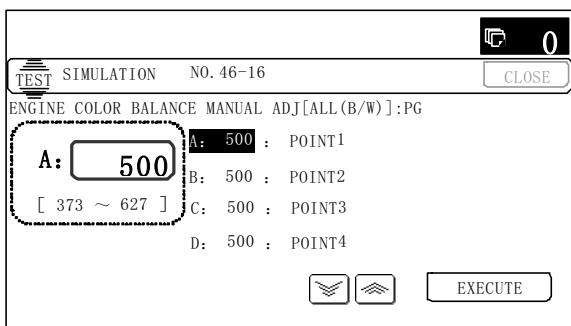 0
TEST SIMULATION NO.46-16 CLOSE
ENGINE COLOR BALANCE MANUAL ADJ[ALL(B/W)]:PG
A: 500
[ 373 ~ 627 ]
A: 500 : POINT1
B: 500 : POINT2
C: 500 : POINT3
D: 500 : POINT4
EXECUTE